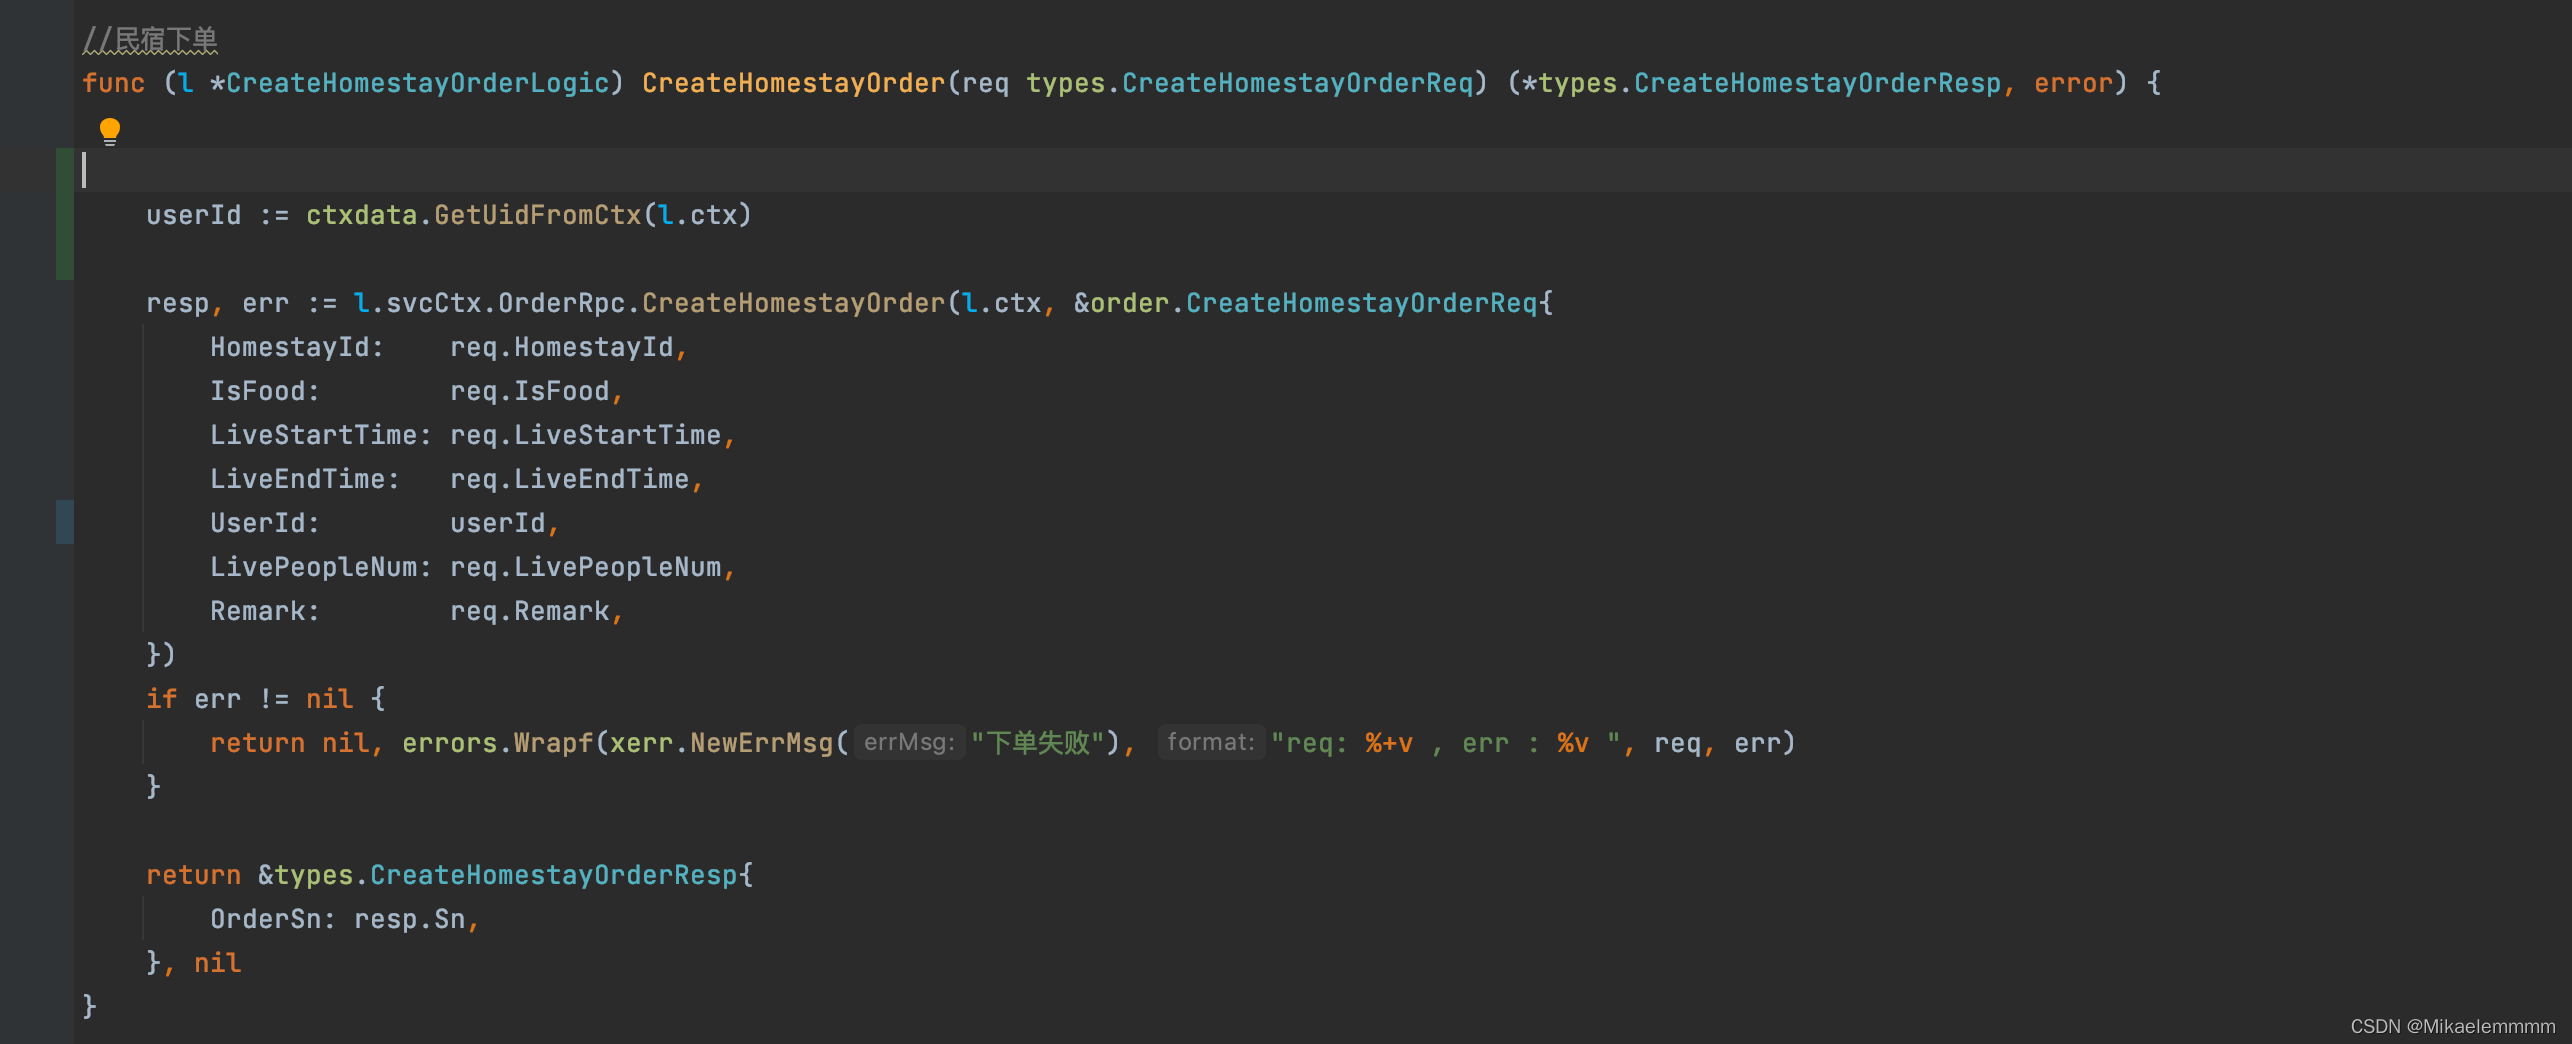 //民宿下单
func (l *CreateHomestayOrderLogic) CreateHomestayOrder(req types.CreateHomestayOrderReq) (*types.CreateHomestayOrderResp, error) {
userId := ctxdata.GetUidFromCtx(l.ctx)
resp, err := l.svcCtx.OrderRpc.CreateHomestayOrder(l.ctx, &order.CreateHomestayOrderReq{
HomestayId: req.HomestayId,
IsFood: req.IsFood,
LiveStartTime: req.LiveStartTime,
LiveEndTime: req.LiveEndTime,
UserId: userId,
LivePeopleNum: req.LivePeopleNum,
Remark: req.Remark,
})
if err != nil {
return nil, errors.Wrapf(xerr.NewErrMsg( errMsg: "下单失败"), format: "req: %+v , err : %v ", req, err)
}
return &types.CreateHomestayOrderResp{
OrderSn: resp.Sn,
}, nil
}
CSDN @Mikaelemmmm